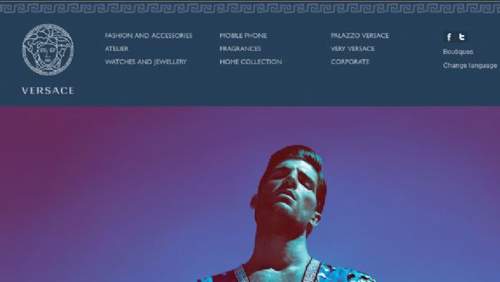 FASHION AND ACCESSORIES
ATELIER
WATCHES AND JEWELLERY
MOBILE PHONE
FRAGRANCES
HOME COLLECTION
PALAZZO VERSACE
VERY VERSACE
CORPORATE
Boutiques
Change language
VERSACE